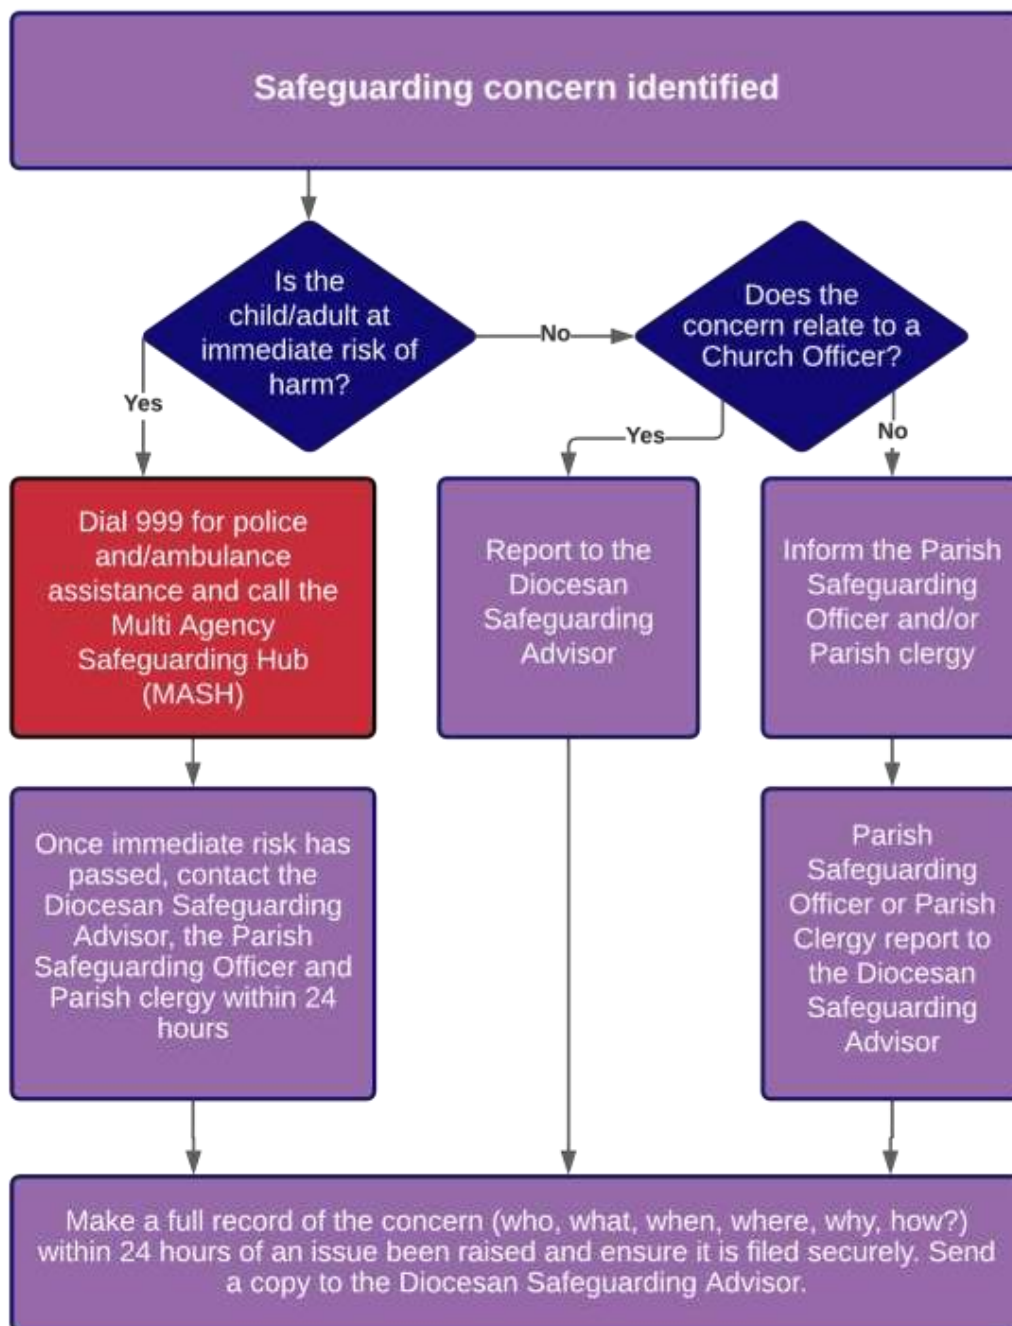 Safeguarding concern identified
Is the
child/adult at
immediate risk of
harm?
No
Does the
concern relate to a
Church Officer?
Yes
Yes
No
Dial 999 for police
and/ambulance
assistance and call the
Multi Agency
Safeguarding Hub
(MASH)
Report to the
Diocesan
Safeguarding
Advisor
Inform the Parish
Safeguarding
Officer and/or
Parish clergy
Once immediate risk has
passed, contact the
Diocesan Safeguarding
Advisor, the Parish
Safeguarding Officer and
Parish clergy within 24
hours
Parish
Safeguarding
Officer or Parish
Clergy report to
the Diocesan
Safeguarding
Advisor
Make a full record of the concern (who, what, when, where, why, how?)
within 24 hours of an issue been raised and ensure it is filed securely. Send
a copy to the Diocesan Safeguarding Advisor.